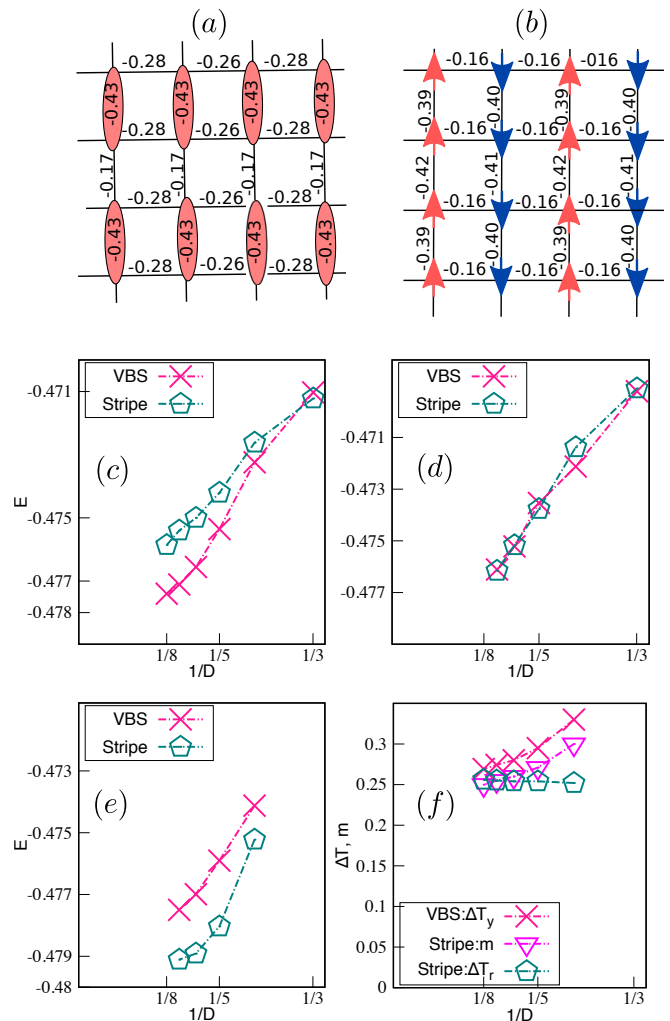 (a)
-0.28 -0.26 -0.28
-0.43 -0.43 -0.43 -0.43
-0.28 -0.26 -0.28
-0.17 -0.17 -0.17 -0.17
-0.28 -0.26 -0.28
-0.43 -0.43 -0.43 -0.43
-0.28 -0.26 -0.28
(b)
-0.16 -0.16 -016
-0.39 -0.40 -0.39 -0.40
-0.16 -0.16 -0.16
-0.42 -0.41 -0.42 -0.41
-0.16 -0.16 -0.16
-0.39 -0.40 -0.39 -0.40
-0.16 -0.16 -0.16
VBS
Stripe
(c)
E
-0.471
-0.475
-0.477
-0.478
1/8 1/5 1/3
1/D
VBS
Stripe
(d)
-0.471
-0.473
-0.475
-0.477
1/8 1/5 1/3
1/D
VBS
Stripe
(e)
E
-0.473
-0.475
-0.477
-0.479
-0.48
1/8 1/5 1/3
1/D
(f)
ΔT, m
0.3
0.25
0.2
0.15
0.1
0.05
0
VBS:ΔTy
Stripe:m
Stripe:ΔTr
1/8 1/5 1/3
1/D